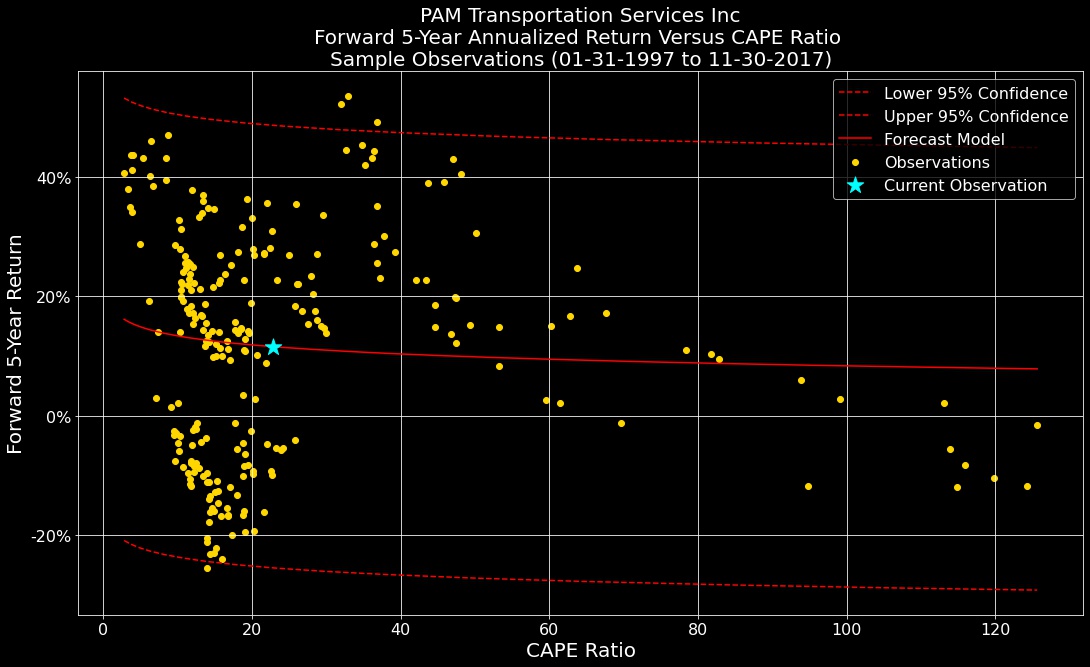 PAM Transportation Services Inc
Forward 5-Year Annualized Return Versus CAPE Ratio
Sample Observations (01-31-1997 to 11-30-2017)
Lower 95% Confidence
Upper 95% Confidence
Forecast Model
Observations
Current Observation
Forward 5-Year Return
40%
20%
0%
-20%
0 20 40 60 80 100 120
CAPE Ratio